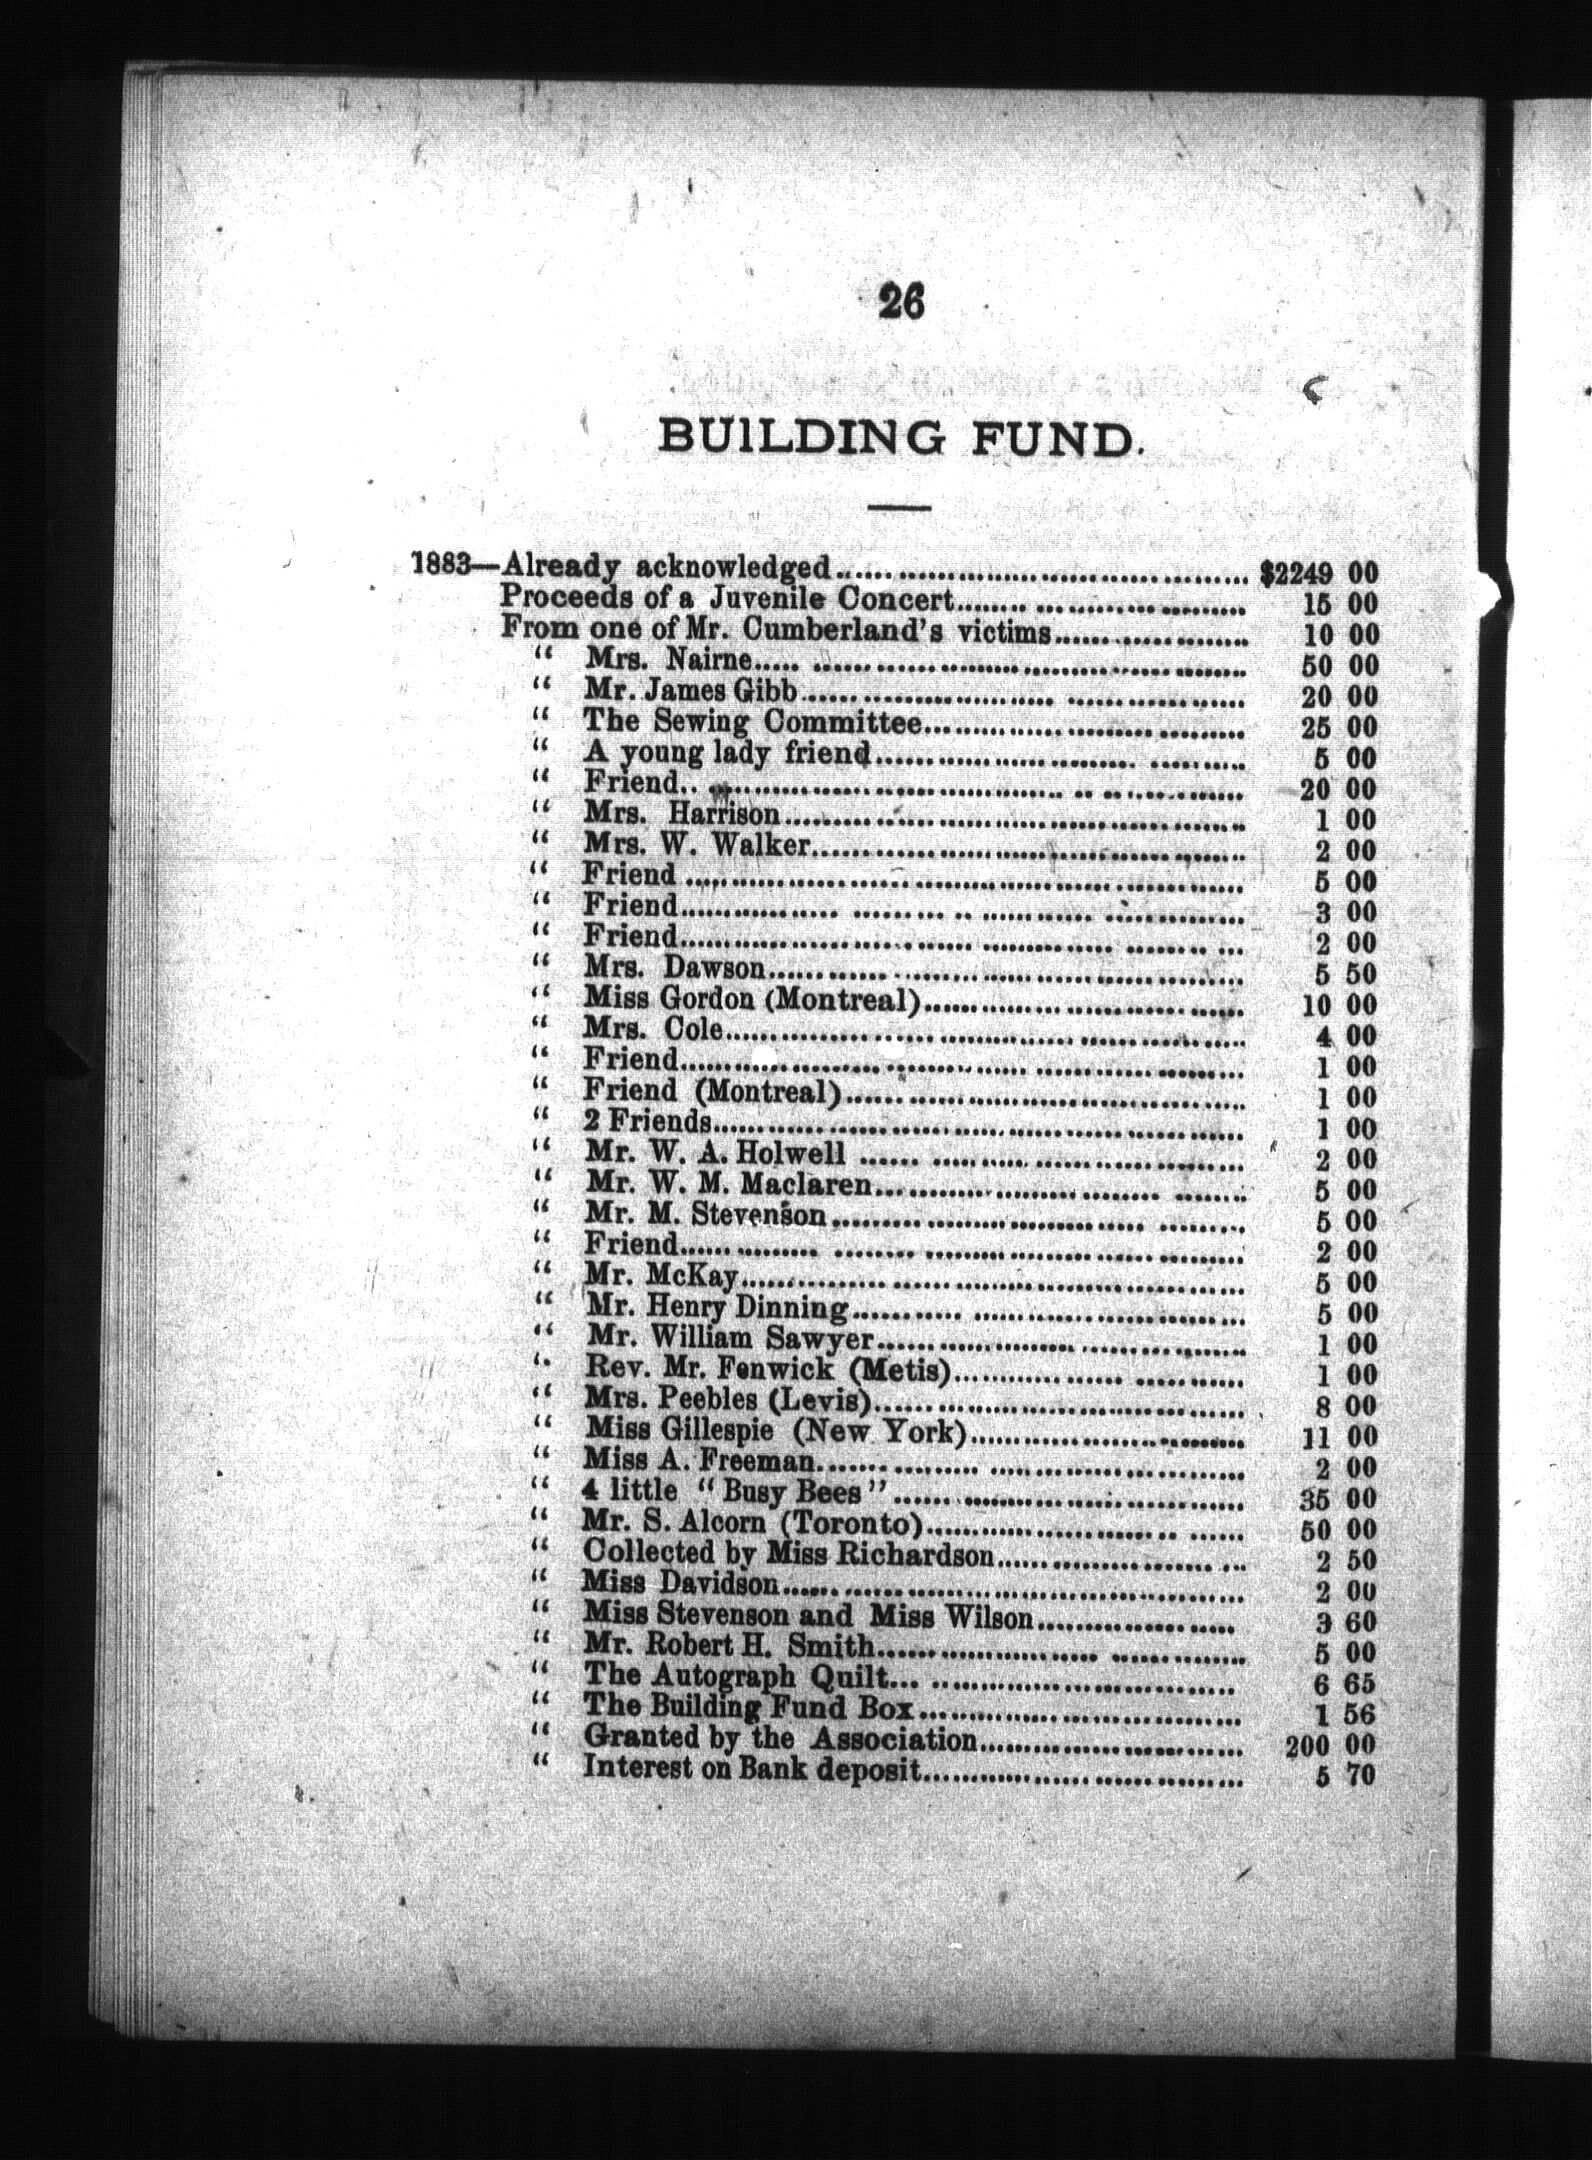 26
BUILDING FUND.
1883—Already acknowledged........ $2249 00
Proceeds of a Juvenile Concert........ 15 00
From one of Mr. Cumberland's victims........ 10 00
“ Mrs. Nairne........ 50 00
“ Mr. James Gibb........ 20 00
“ The Sewing Committee........ 25 00
“ A young lady friend........ 5 00
“ Friend........ 20 00
“ Mrs. Harrison........ 1 00
“ Mrs. W. Walker........ 2 00
“ Friend ........ 5 00
“ Friend........ 3 00
“ Friend........ 2 00
“ Mrs. Dawson........ 5 50
“ Miss Gordon (Montreal)........ 10 00
“ Mrs. Cole........ 4 00
“ Friend........ 1 00
“ Friend (Montreal)........ 1 00
“ 2 Friends........ 1 00
“ Mr. W. A. Holwell ........ 2 00
“ Mr. W. M. Maclaren........ 5 00
“ Mr. M. Stevenson........ 5 00
“ Friend........ 2 00
“ Mr. McKay........ 5 00
“ Mr. Henry Dinning........ 5 00
“ Mr. William Sawyer........ 1 00
“ Rev. Mr. Fenwick (Metis)........ 1 00
“ Mrs. Peebles (Levis)........ 8 00
“ Miss Gillespie (New York)........ 11 00
“ Miss A. Freeman........ 2 00
“ 4 little “Busy Bees”........ 35 00
“ Mr. S. Alcorn (Toronto)........ 50 00
“ Collected by Miss Richardson........ 2 50
“ Miss Davidson........ 2 00
“ Miss Stevenson and Miss Wilson........ 3 60
“ Mr. Robert H. Smith........ 5 00
“ The Autograph Quilt........ 6 65
“ The Building Fund Box........ 1 56
“ Granted by the Association........ 200 00
“ Interest on Bank deposit........ 5 70